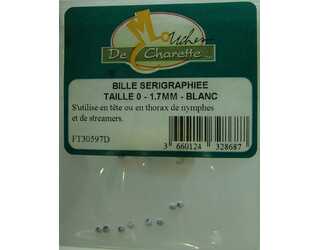 Mouches
De Charette
BILLE SERIGRAPHIEE
TAILLE 0 - 1.7MM - BLANC
S'utilise en tête ou en thorax de nymphes
et de streamers.
FT30597D
3 660124 328687